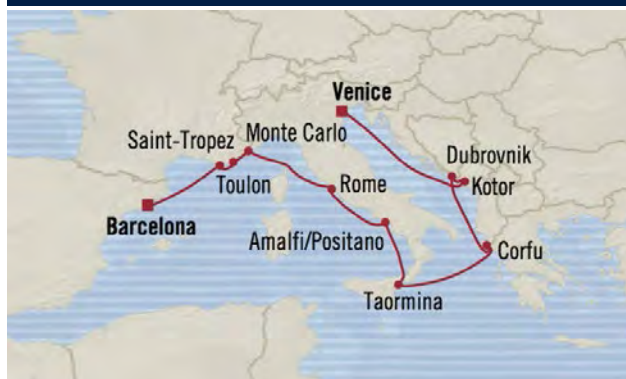 Venice
Saint-Tropez
Monte Carlo
Dubrovnik
Toulon
Rome
Kotor
Barcelona
Amalfi/Positano
Corfu
Taormina